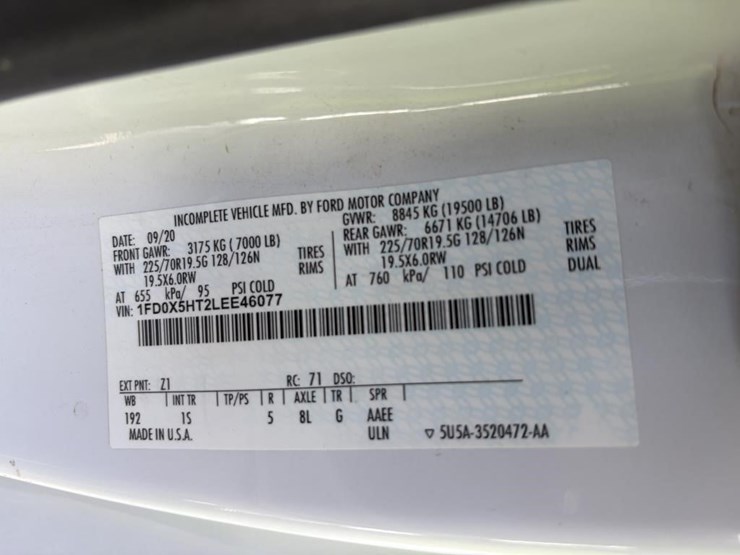 INCOMPLETE VEHICLE MFD. BY FORD MOTOR COMPANY
DATE: 09/20 GVWR: 8845 KG (19500 LB)
FRONT GAWR: 3175 KG ( 7000 LB) REAR GAWR: 6671 KG (14706 LB)
WITH 225/70R19.5G 128/126N TIRES WITH 225/70R19.5G 128/126N TIRES
19.5X6.0RW RIMS 19.5X6.0RW RIMS
AT 655 kPa/ 95 PSI COLD AT 760 kPa/ 110 PSI COLD DUAL
VIN: 1FD0X5HT2LEE46077
EXT PNT: Z1 RC: 71 DSO:
WB INT TR TP/PS R AXLE TR SPR
192 1S 5 8L G AAEE
MADE IN U.S.A. ULN ▽ 5U5A-3520472-AA